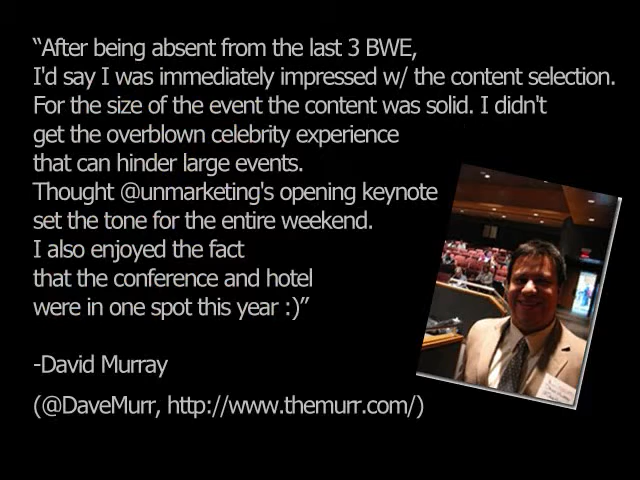 “After being absent from the last 3 BWE,
I'd say I was immediately impressed w/ the content selection.
For the size of the event the content was solid. I didn't
get the overblown celebrity experience
that can hinder large events.
Thought @unmarketing's opening keynote
set the tone for the entire weekend.
I also enjoyed the fact
that the conference and hotel
were in one spot this year :)”
-David Murray
(@DaveMurr, http://www.themurr.com/)